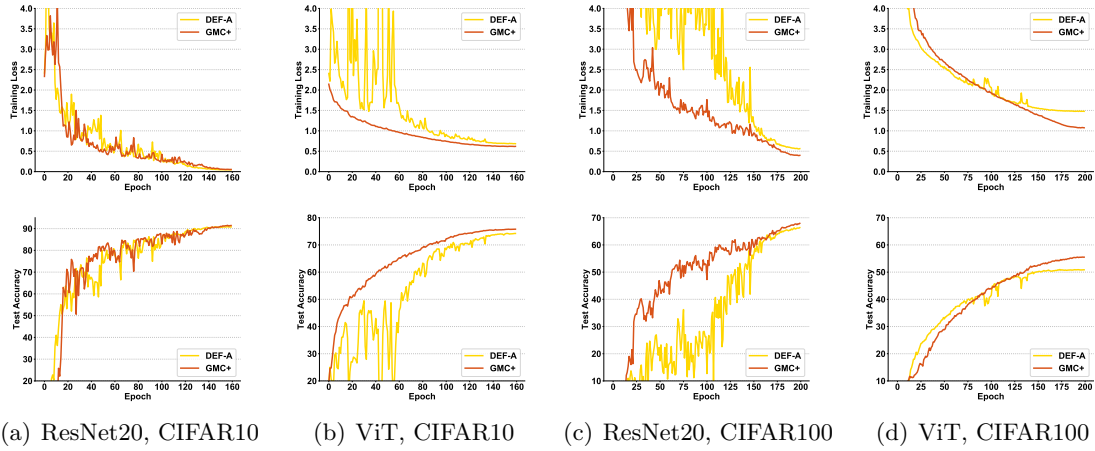 4.0
3.5
3.0
2.5
2.0
1.5
1.0
0.5
0.0
Training Loss
0 20 40 60 80 100 120 140 160
Epoch
DEF-A
GMC+
4.0
3.5
3.0
2.5
2.0
1.5
1.0
0.5
0.0
Training Loss
0 20 40 60 80 100 120 140 160
Epoch
DEF-A
GMC+
4.0
3.5
3.0
2.5
2.0
1.5
1.0
0.5
0.0
Training Loss
0 25 50 75 100 125 150 175 200
Epoch
DEF-A
GMC+
4.0
3.5
3.0
2.5
2.0
1.5
1.0
0.5
0.0
Training Loss
0 25 50 75 100 125 150 175 200
Epoch
DEF-A
GMC+
90
80
70
60
50
40
30
20
Test Accuracy
0 20 40 60 80 100 120 140 160
Epoch
DEF-A
GMC+
80
70
60
50
40
30
20
Test Accuracy
0 20 40 60 80 100 120 140 160
Epoch
DEF-A
GMC+
70
60
50
40
30
20
10
Test Accuracy
0 25 50 75 100 125 150 175 200
Epoch
DEF-A
GMC+
70
60
50
40
30
20
10
Test Accuracy
0 25 50 75 100 125 150 175 200
Epoch
DEF-A
GMC+
(a) ResNet20, CIFAR10 (b) ViT, CIFAR10 (c) ResNet20, CIFAR100 (d) ViT, CIFAR100